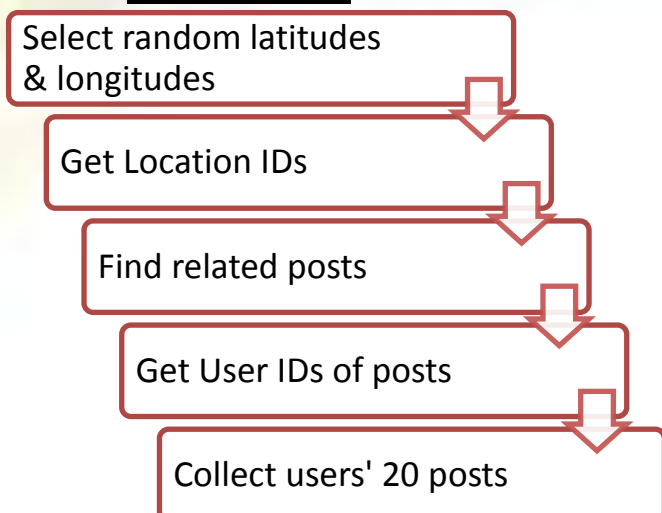 Select random latitudes
& longitudes
Get Location IDs
Find related posts
Get User IDs of posts
Collect users' 20 posts